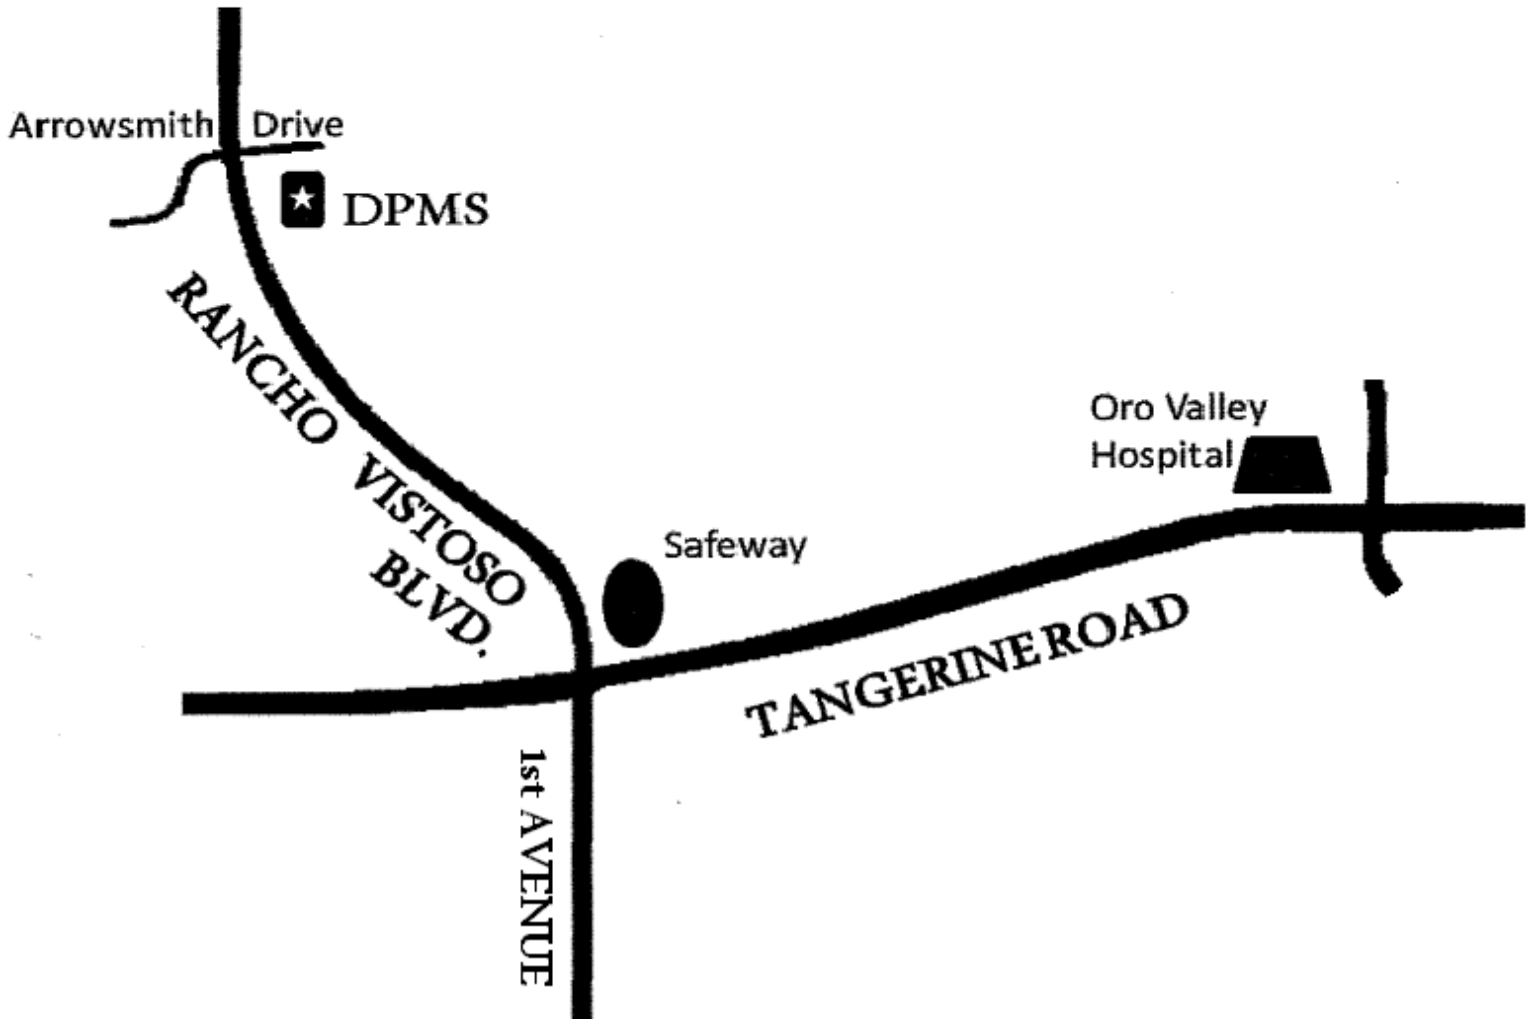 Arrowsmith Drive
DPMS
RANCHO VISTOSO
BLVD.
Oro Valley
Hospital
Safeway
TANGERINE ROAD
1st AVENUE